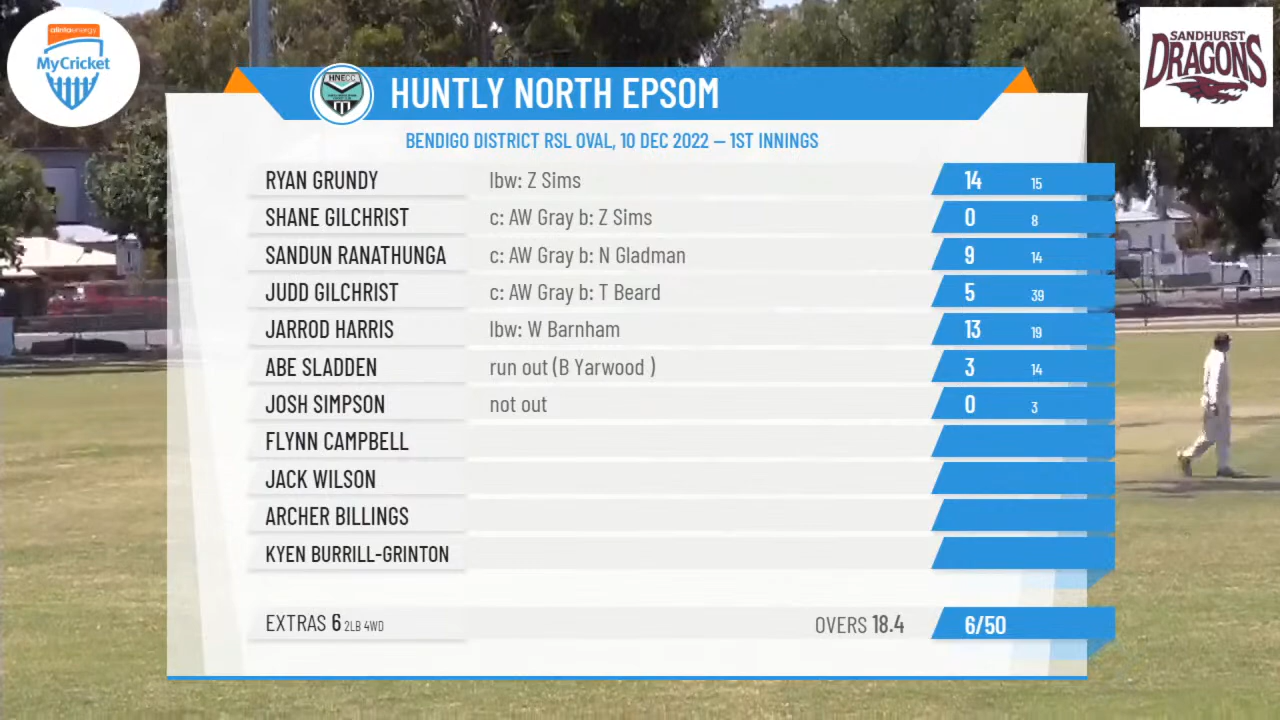 alintaenergy
MyCricket
SANDHURST
DRAGONS
HNECC
HUNTLY NORTH EPSOM
BENDIGO DISTRICT RSL OVAL, 10 DEC 2022 – 1ST INNINGS
RYAN GRUNDY lbw: Z Sims 14 15
SHANE GILCHRIST c: AW Gray b: Z Sims 0 8
SANDUN RANATHUNGA c: AW Gray b: N Gladman 9 14
JUDD GILCHRIST c: AW Gray b: T Beard 5 39
JARROD HARRIS lbw: W Barnham 13 19
ABE SLADDEN run out (B Yarwood ) 3 14
JOSH SIMPSON not out 0 3
FLYNN CAMPBELL
JACK WILSON
ARCHER BILLINGS
KYEN BURRILL-GRINTON
EXTRAS 6 2LB 4WD OVERS 18.4 6/50